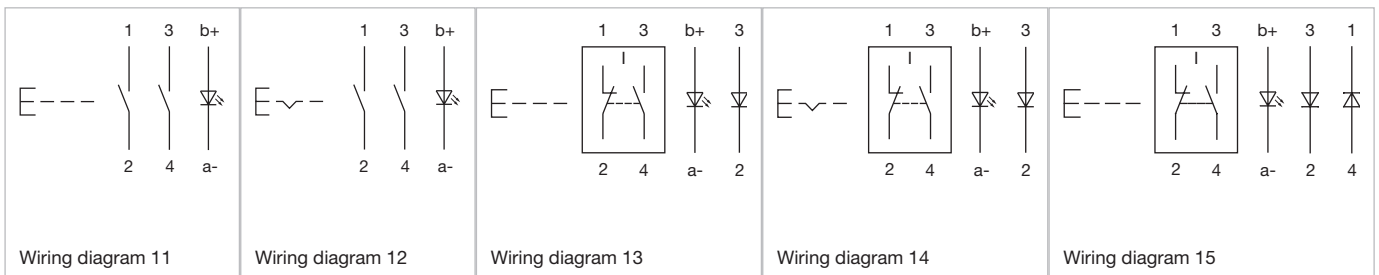 1 3 b+
2 4 a-
Wiring diagram 11
1 3 b+
2 4 a-
Wiring diagram 12
1 3 b+ 3
2 4 a- 2
Wiring diagram 13
1 3 b+ 3
2 4 a- 2
Wiring diagram 14
1 3 b+ 3 1
2 4 a- 2 4
Wiring diagram 15